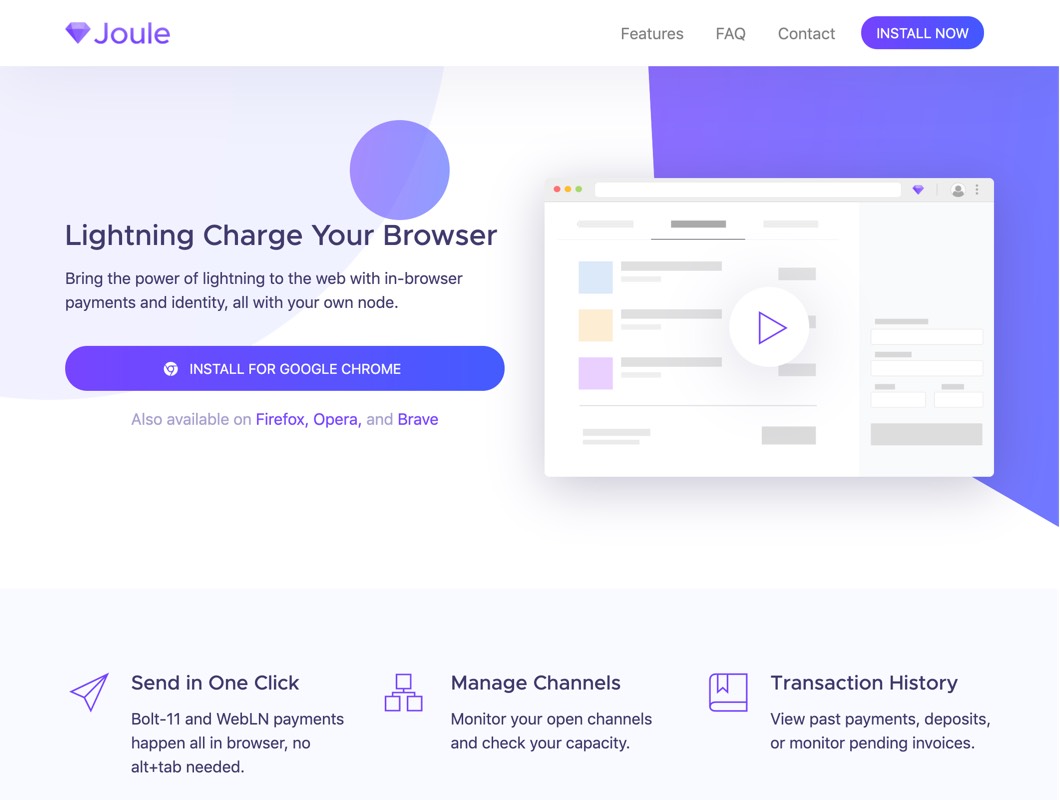 Joule
Features
FAQ
Contact
INSTALL NOW
Lightning Charge Your Browser
Bring the power of lightning to the web with in-browser
payments and identity, all with your own node.
INSTALL FOR GOOGLE CHROME
Also available on Firefox, Opera, and Brave
Send in One Click
Bolt-11 and WebLN payments
happen all in browser, no
alt+tab needed.
Manage Channels
Monitor your open channels
and check your capacity.
Transaction History
View past payments, deposits,
or monitor pending invoices.